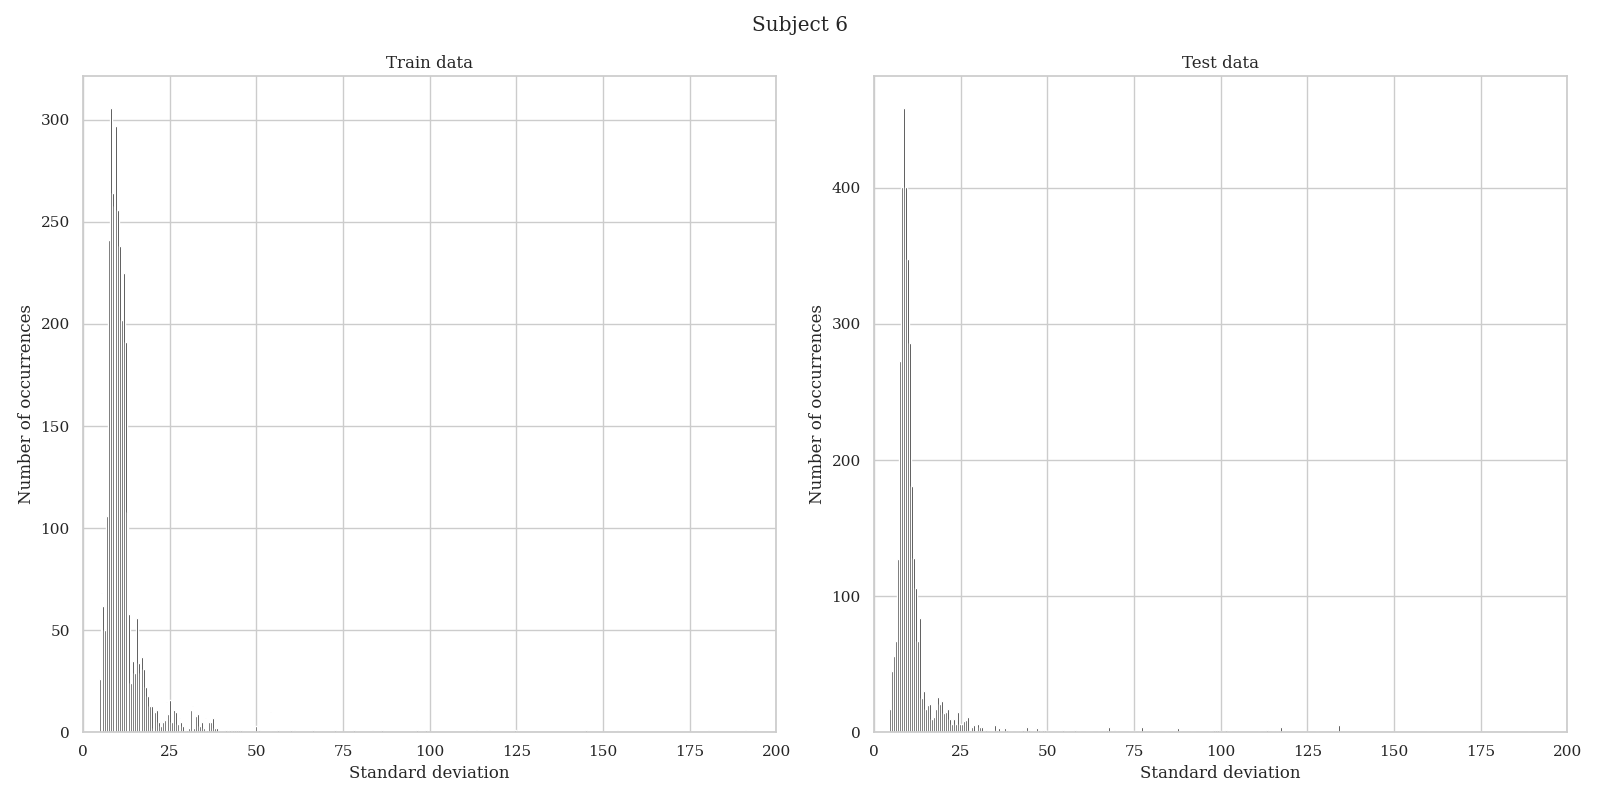 Subject 6
Train data
300
250
200
150
100
50
0
0 25 50 75 100 125 150 175 200
Number of occurrences
Standard deviation
Test data
400
300
200
100
0
0 25 50 75 100 125 150 175 200
Number of occurrences
Standard deviation